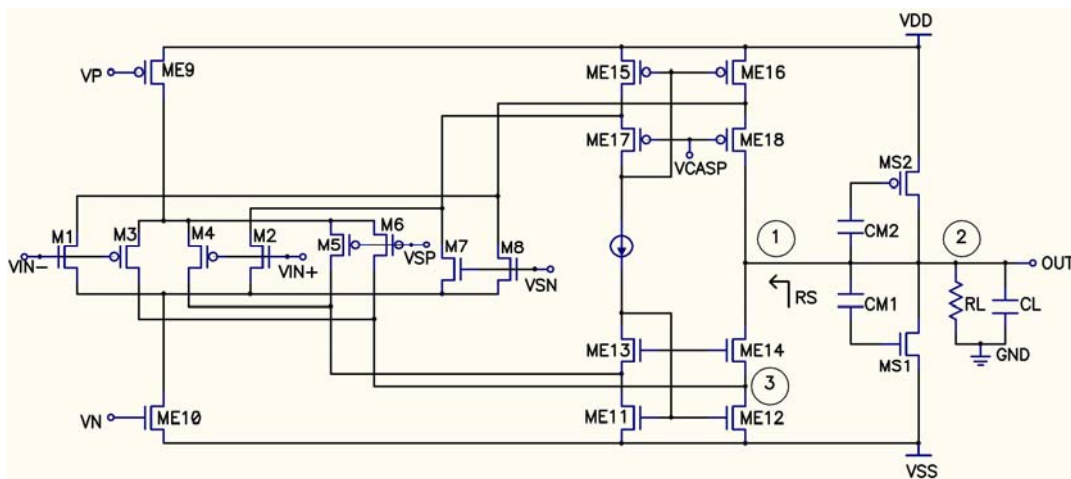 VDD
VP
ME9
ME15
ME16
ME17
ME18
VCASP
MS2
M1
M3
M4
M2
M5
M6
M7
M8
VIN-
VIN+
VSP
VSN
CM2
1
2
OUT
RS
CM1
RL
CL
GND
ME13
ME14
MS1
3
VN
ME10
ME11
ME12
VSS